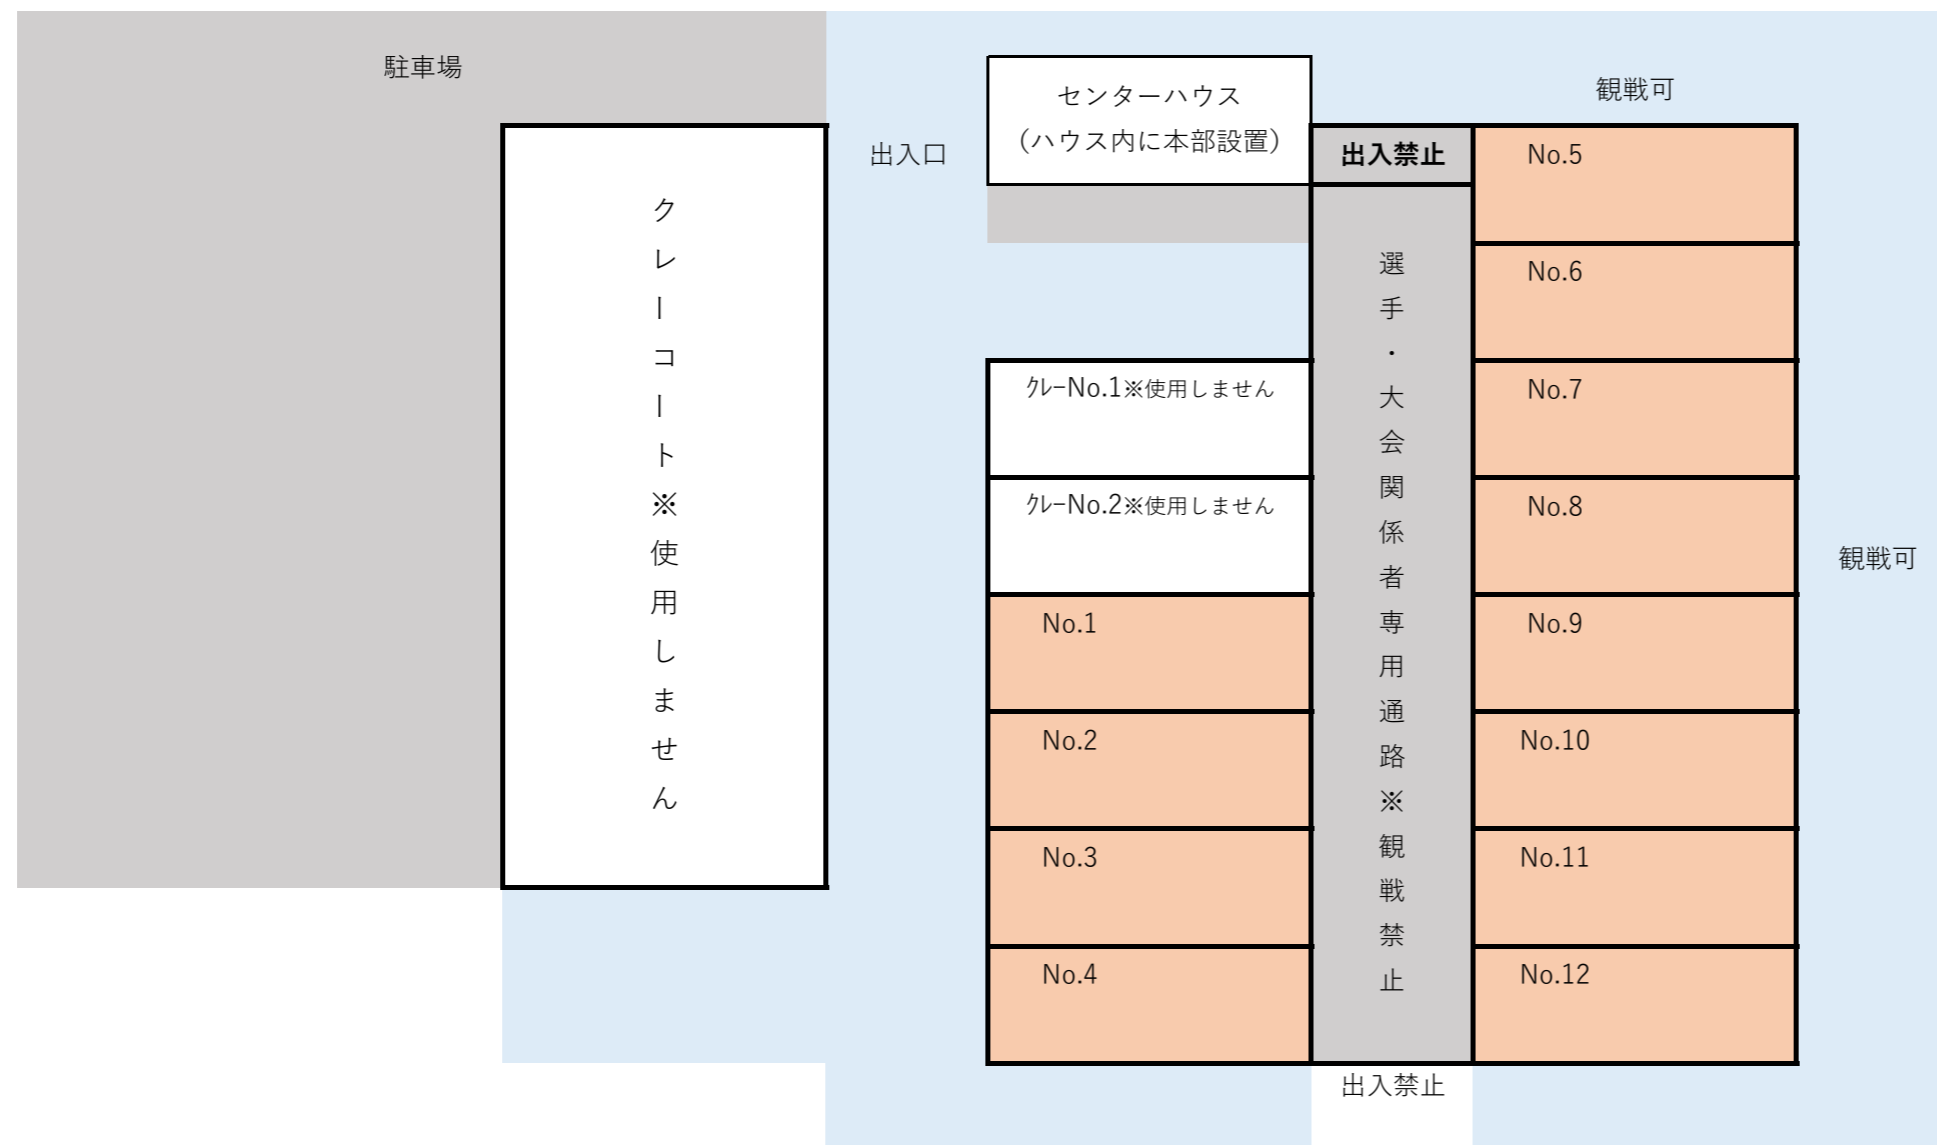 駐車場
センターハウス
（ハウス内に本部設置）
観戦可
出入口
出入禁止
No.5
クレーコート※使用しません
選手・大会関係者専用通路※観戦禁止
No.6
ｸﾚｰNo.1※使用しません
No.7
ｸﾚｰNo.2※使用しません
No.8
観戦可
No.1
No.9
No.2
No.10
No.3
No.11
No.4
No.12
出入禁止